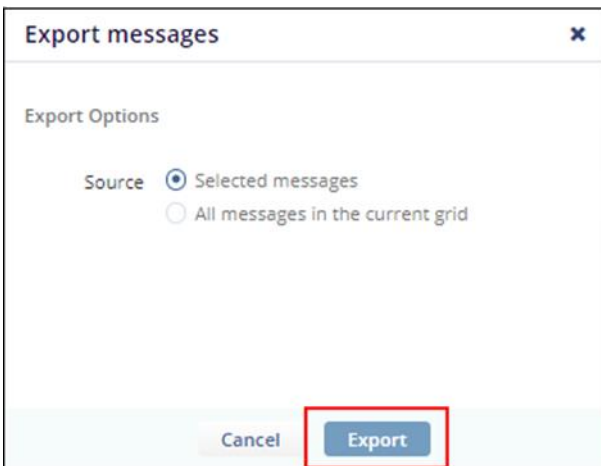 Export messages
Export Options
Source Selected messages
All messages in the current grid
Cancel Export